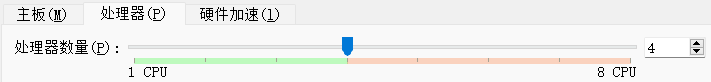 主板(M) 处理器(P) 硬件加速(l)
处理器数量(P)： 4
1 CPU 8 CPU